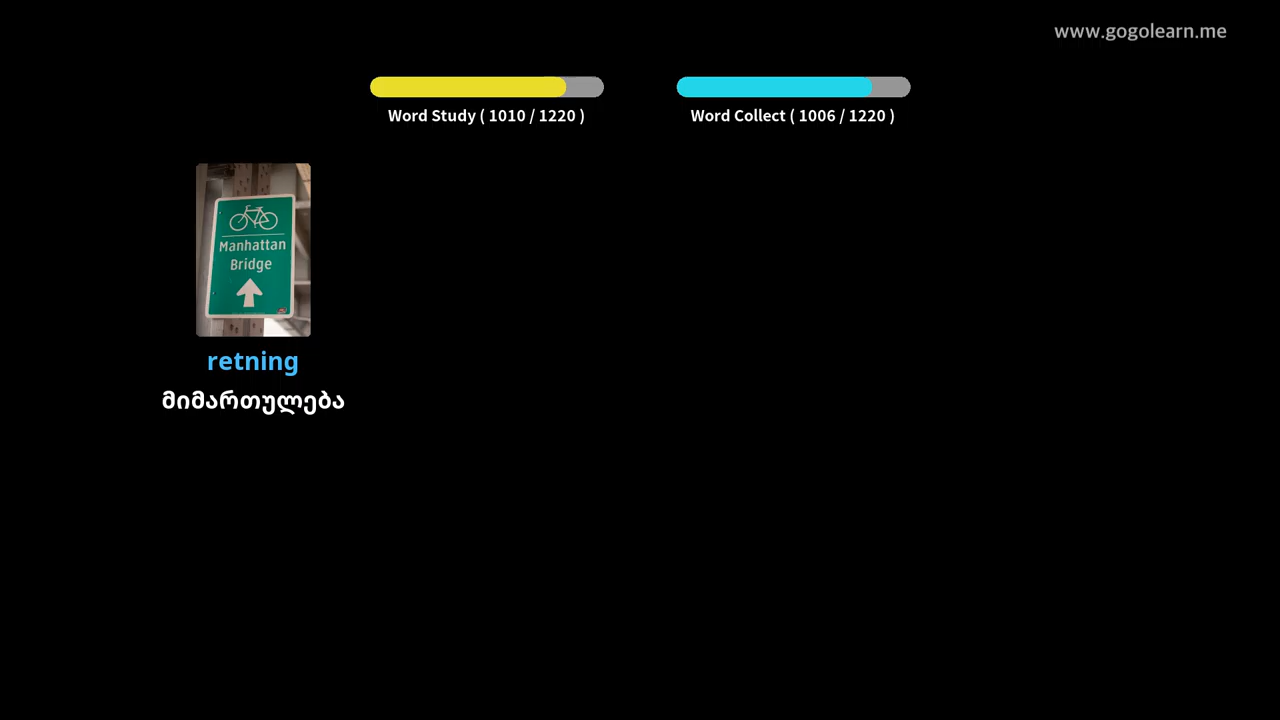 www.gogolearn.me
Word Study ( 1010 / 1220 )
Word Collect ( 1006 / 1220 )
Manhattan
Bridge
retning
მიმართულება